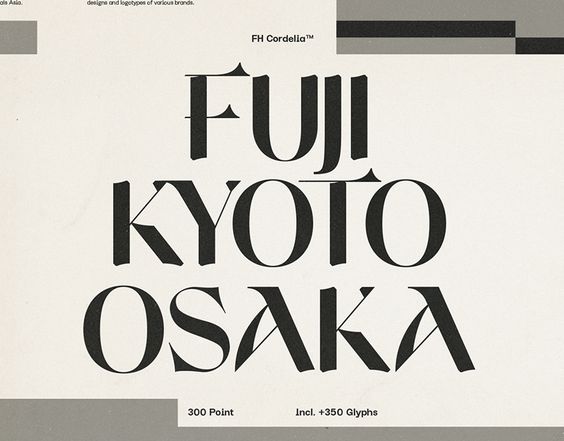 als Asia.
designs and logotypes of various brands.
FH Cordelia™
FUJI
KYOTO
OSAKA
300 Point
Incl. +350 Glyphs